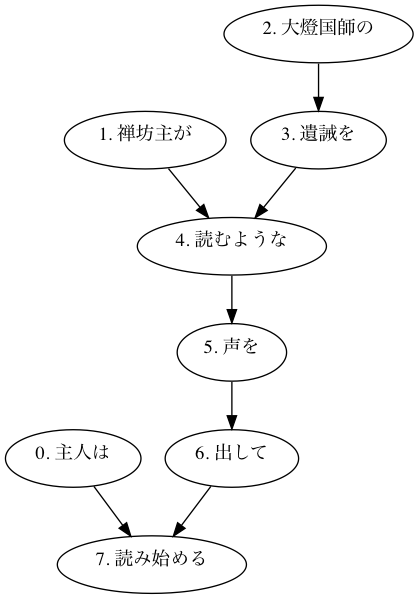 2. 大燈国師の
1. 禅坊主が
3. 遺誡を
4. 読むような
5. 声を
0. 主人は
6. 出して
7. 読み始める